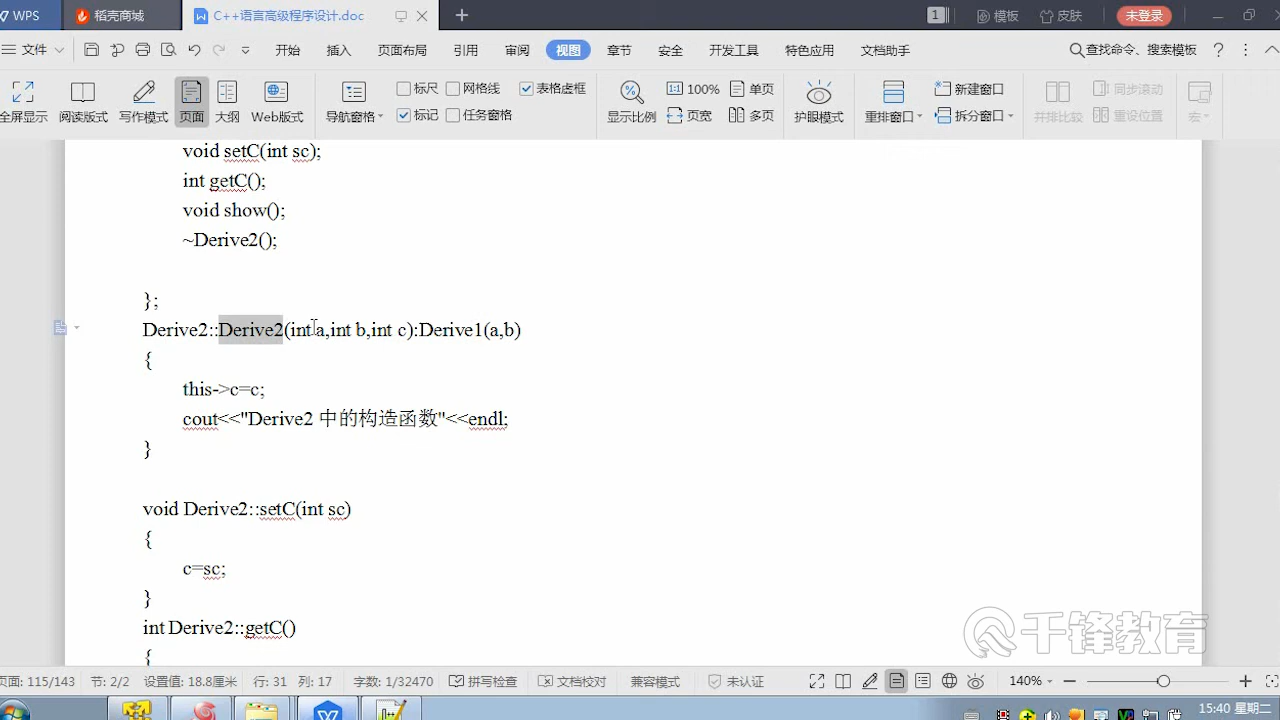 WPS 稻壳商城 C++语言高级程序设计.doc 1 模板 皮肤 未登录
文件 开始 插入 页面布局 引用 审阅 视图 章节 安全 开发工具 特色应用 文档助手 查找命令、搜索模板 ?
标尺 网格线 表格虚框 100% 单页 新建窗口 同步滚动
全屏显示 阅读版式 写作模式 页面 大纲 Web版式 导航窗格 标记 任务窗格 显示比例 页宽 多页 护眼模式 重排窗口 拆分窗口 并排比较 重设位置 宏
void setC(int sc);
int getC();
void show();
~Derive2();
};
Derive2::Derive2(int a,int b,int c):Derive1(a,b)
{
this->c=c;
cout<<"Derive2 中的构造函数"<<endl;
}
void Derive2::setC(int sc)
{
c=sc;
}
int Derive2::getC()
{
千锋教育
页面: 115/143 节: 2/2 设置值: 18.8厘米 行: 31 列: 17 字数: 1/32470 拼写检查 文档校对 兼容模式 未认证 140%
15:40 星期二